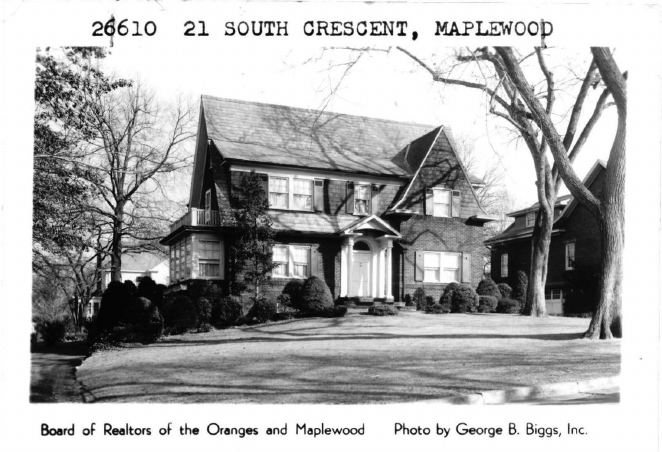 26610 21 SOUTH CRESCENT, MAPLEWOOD
Board of Realtors of the Oranges and Maplewood Photo by George B. Biggs, Inc.